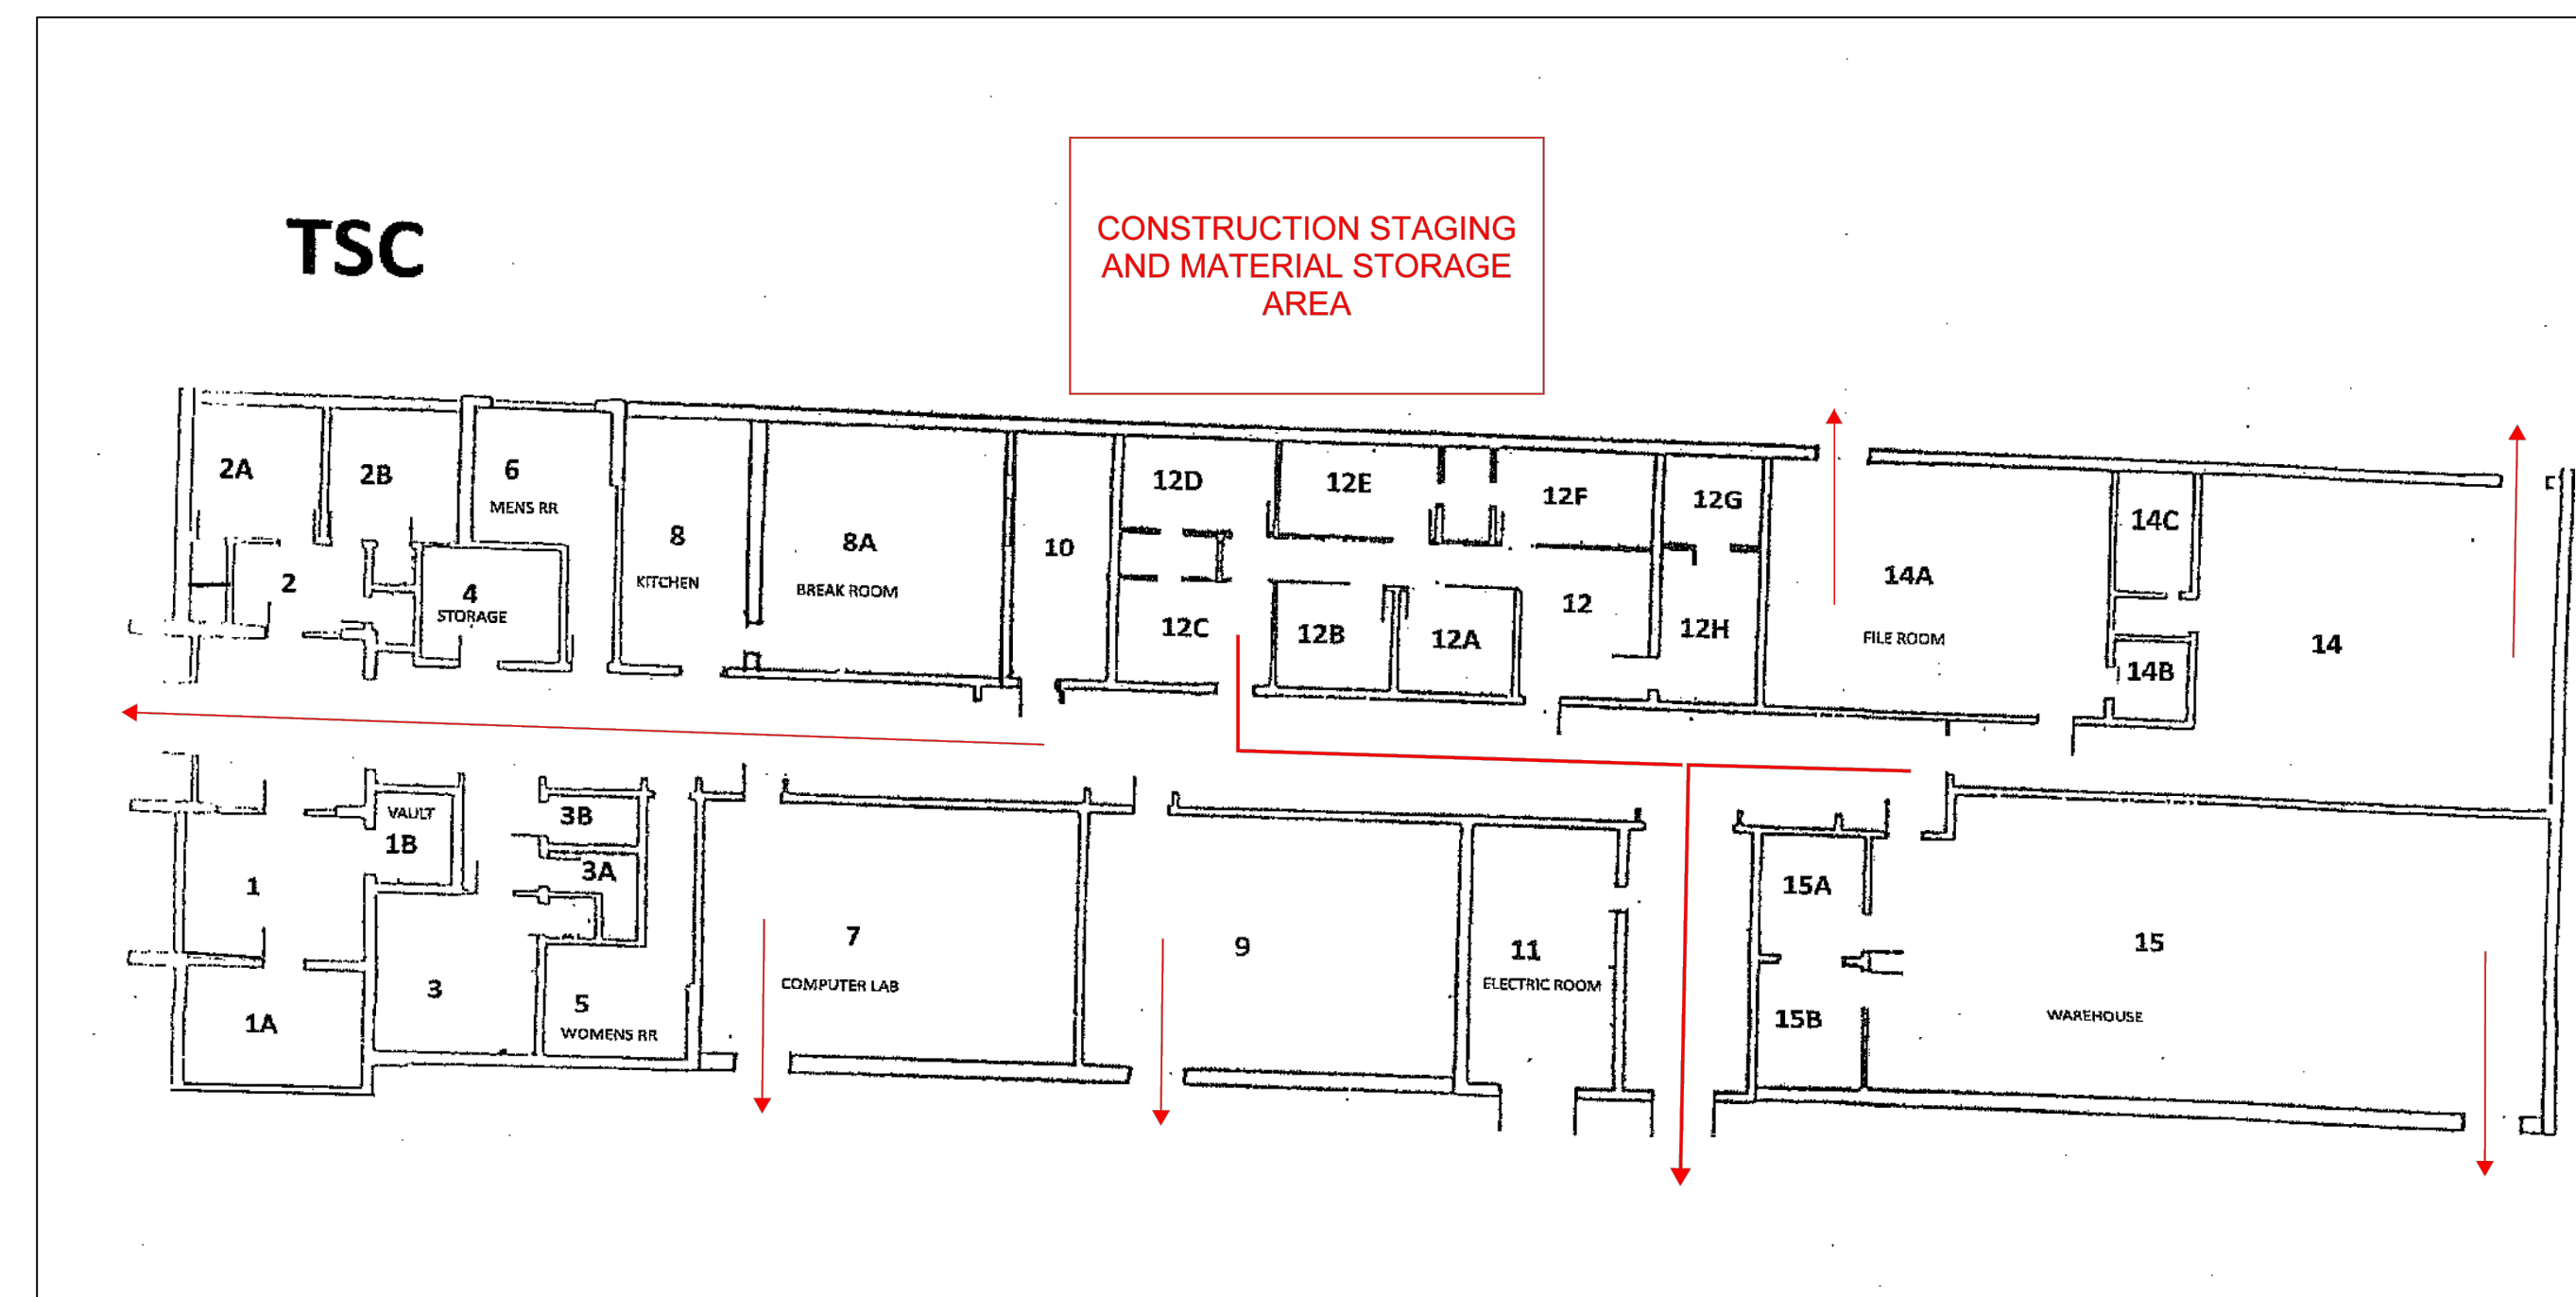 TSC
CONSTRUCTION STAGING
AND MATERIAL STORAGE
AREA
2A
2B
6
MENS RR
2
4
STORAGE
8
KITCHEN
8A
BREAK ROOM
10
12D
12E
12F
12G
12C
12B
12A
12
12H
14A
FILE ROOM
14C
14B
14
VAULT
1B
1
1A
3B
3A
3
5
WOMENS RR
7
COMPUTER LAB
9
11
ELECTRIC ROOM
15A
15B
15
WAREHOUSE